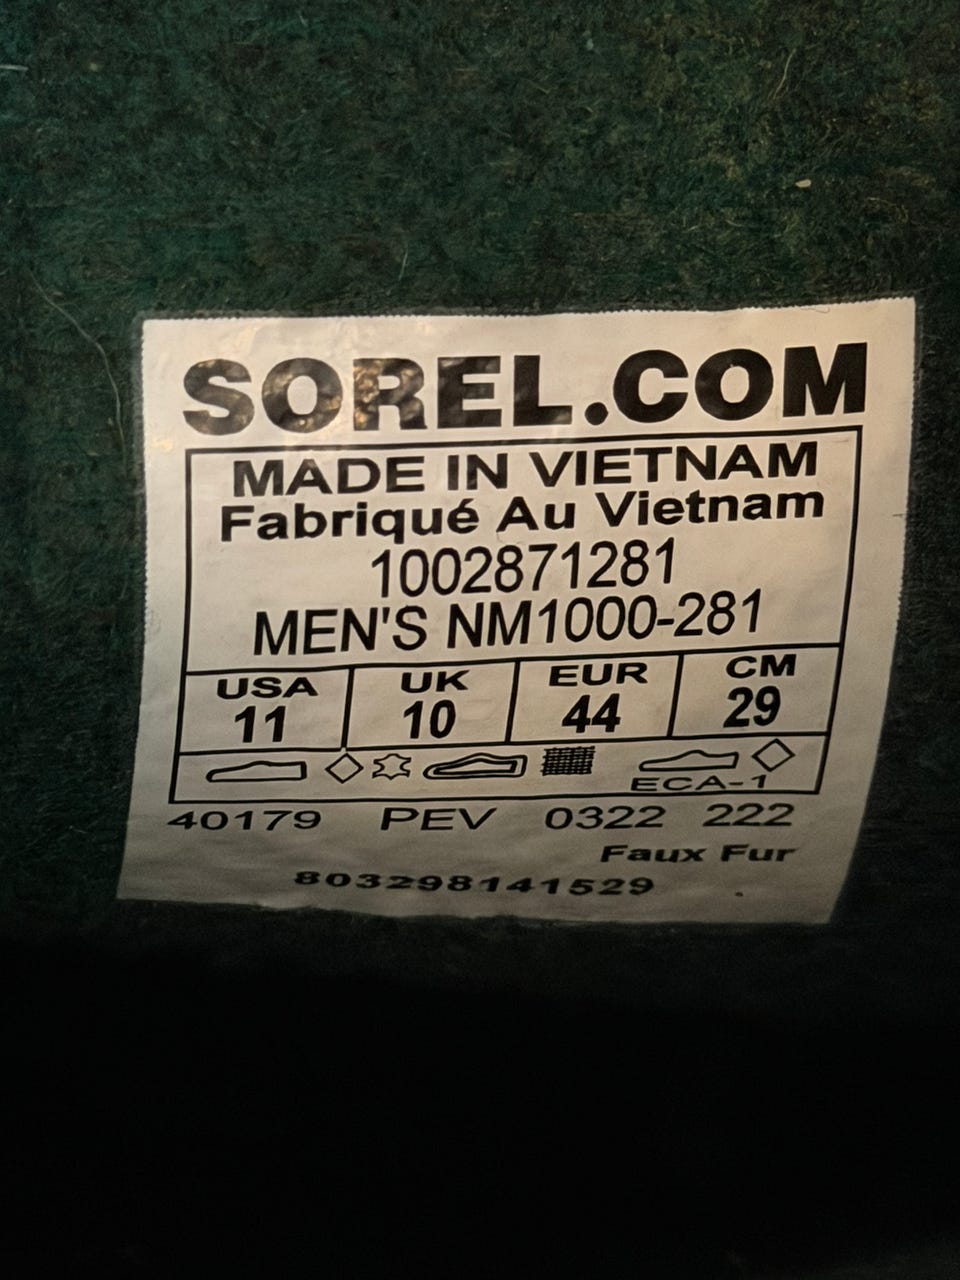 SOREL.COM
MADE IN VIETNAM
Fabriqué Au Vietnam
1002871281
MEN'S NM1000-281
USA UK EUR CM
11 10 44 29
ECA-1
40179 PEV 0322 222
Faux Fur
803298141529